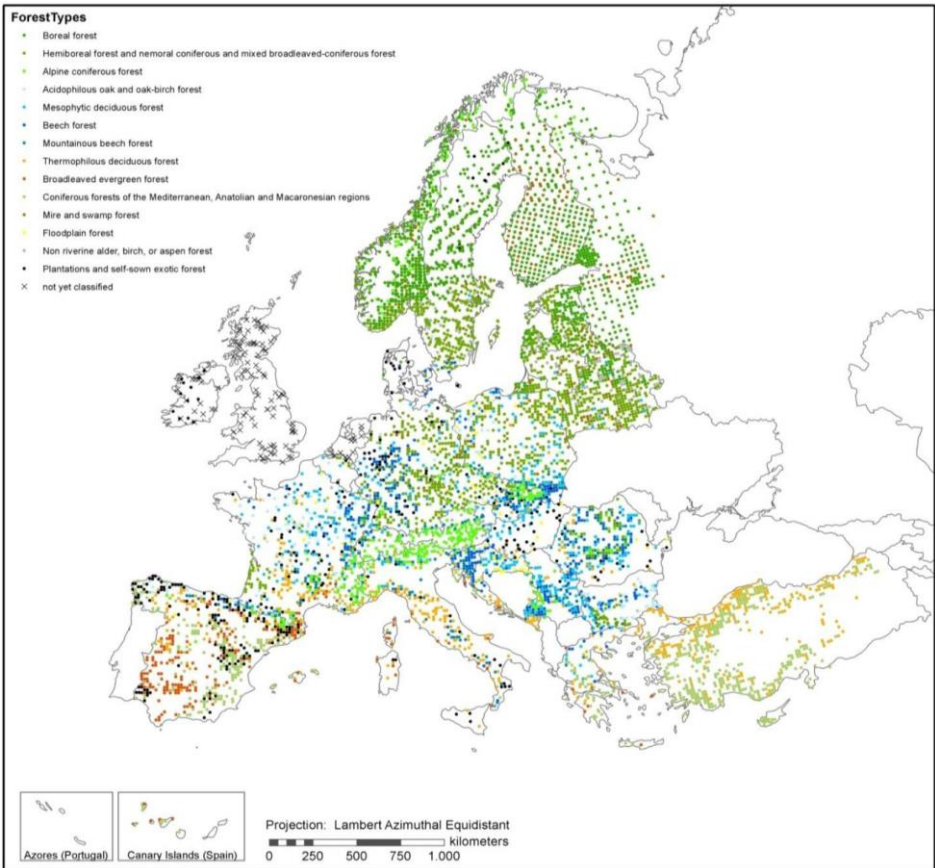 ForestTypes
Boreal forest
Hemiboreal forest and nemoral coniferous and mixed broadleaved-coniferous forest
Alpine coniferous forest
Acidophilous oak and oak-birch forest
Mesophytic deciduous forest
Beech forest
Mountainous beech forest
Thermophilous deciduous forest
Broadleaved evergreen forest
Coniferous forests of the Mediterranean, Anatolian and Macaronesian regions
Mire and swamp forest
Floodplain forest
Non riverine alder, birch, or aspen forest
Plantations and self-sown exotic forest
not yet classified
Azores (Portugal)
Canary Islands (Spain)
Projection: Lambert Azimuthal Equidistant
kilometers
0 250 500 750 1.000